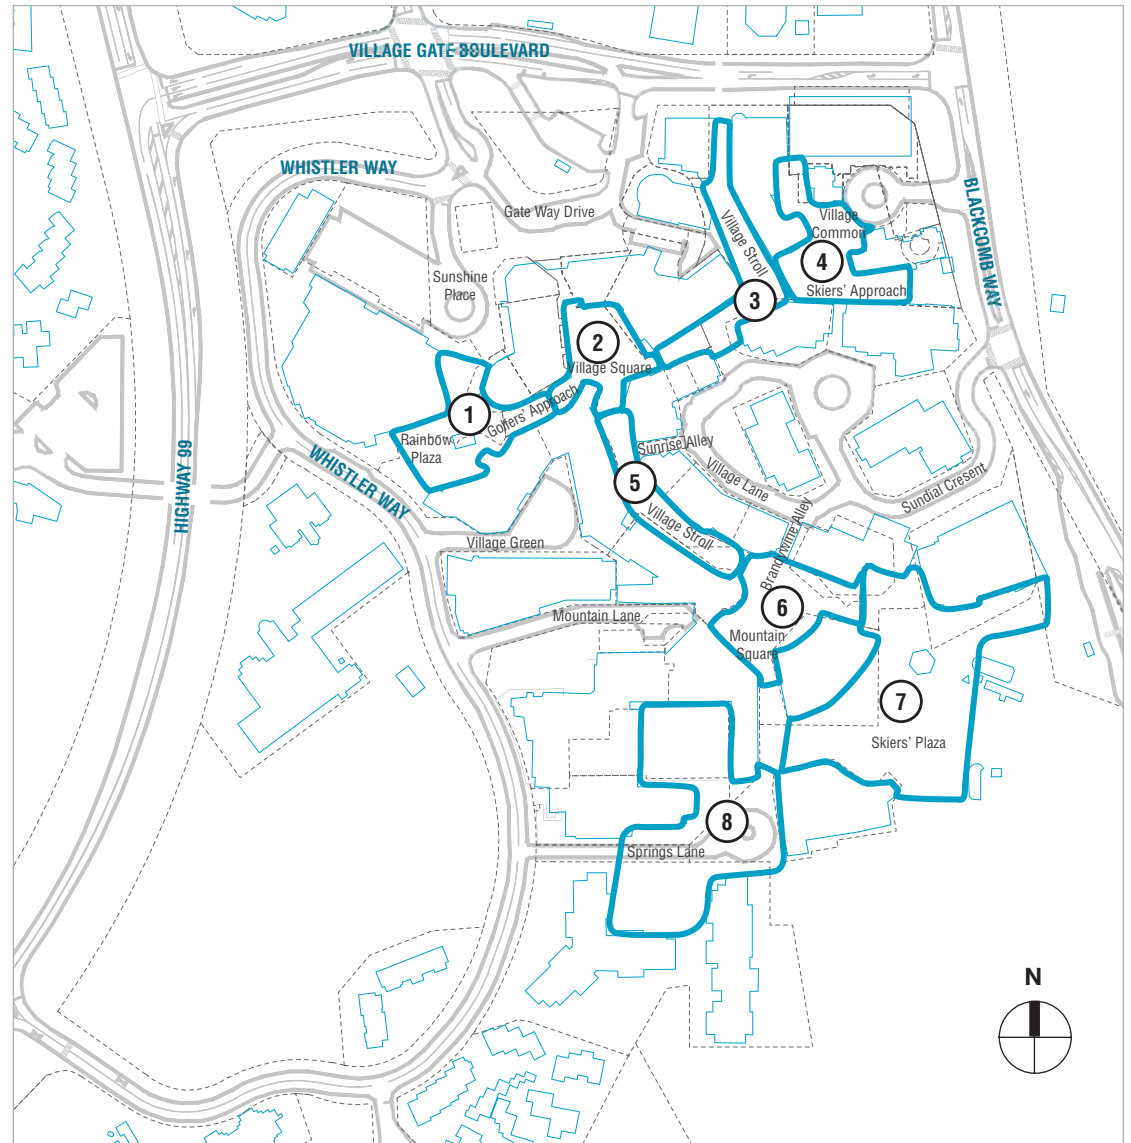 VILLAGE GATE BOULEVARD
WHISTLER WAY
BLACKCOMB WAY
Gate Way Drive
Village Stroll
Village
Common
4
Sunshine
Place
Skiers' Approach
3
2
Village Square
1
Golfers' Approach
Rainbow
Plaza
HIGHWAY 99
WHISTLER WAY
Sunrise Alley
Village Lane
Sundial Cresent
5
Village Stroll
Brandywine Alley
Village Green
6
Mountain Lane
Mountain
Square
7
Skiers' Plaza
8
Springs Lane
N